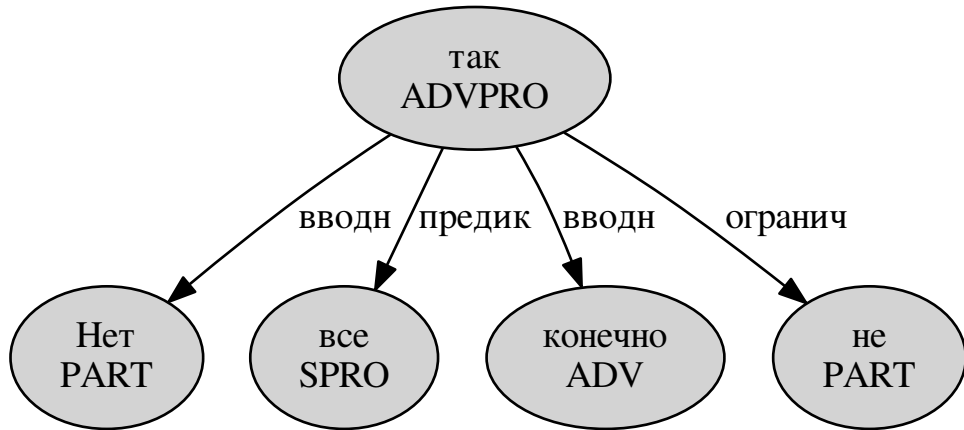 так
ADVPRO
вводн предик вводн огранич
Нет
PART
все
SPRO
конечно
ADV
не
PART